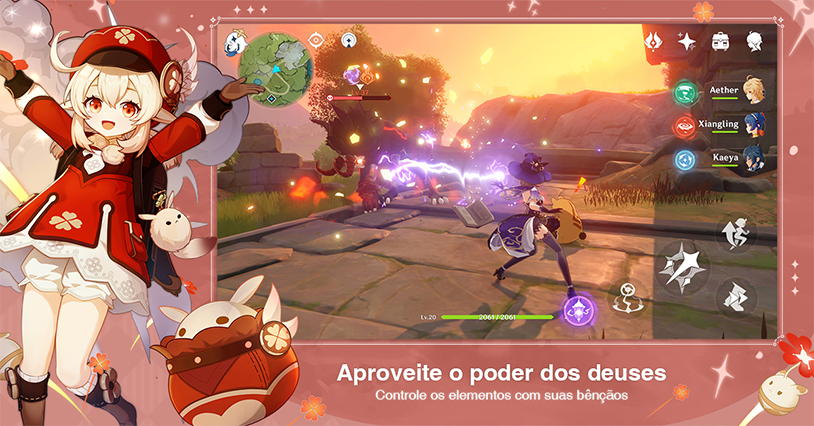 Aether
Xiangling
Kaeya
Lv.20
2061 / 2061
Aproveite o poder dos deuses
Controle os elementos com suas bênçãos